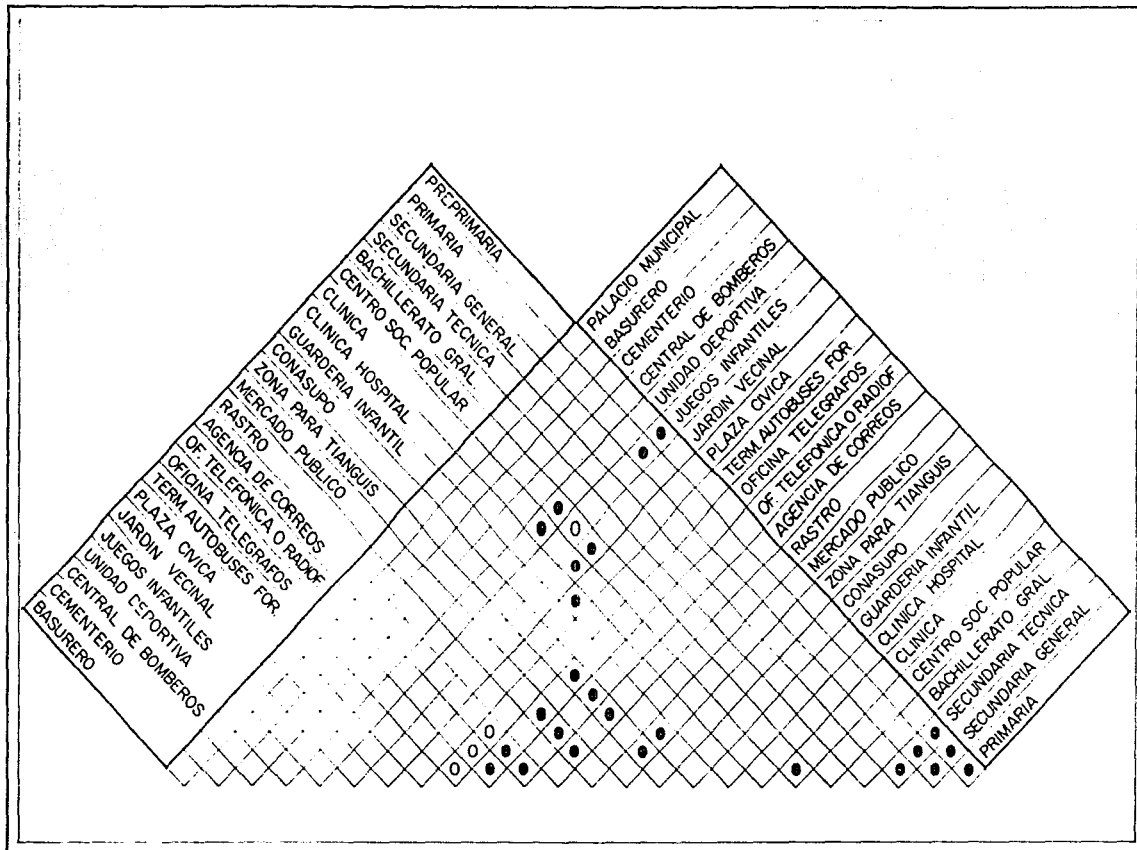 PREPRIMARIA
PRIMARIA
SECUNDARIA GENERAL
SECUNDARIA TECNICA
BACHILLERATO GRAL
CENTRO SOC. POPULAR
CLINICA
CLINICA HOSPITAL
GUARDERIA INFANTIL
CONASUPO
ZONA PARA TIANGUIS
MERCADO PUBLICO
RASTRO
AGENCIA DE CORREOS
OF TELEFONICA O RADIOF
OFICINA TELEGRAFOS
TERM AUTOBUSES FOR.
PLAZA CIVICA
JARDIN VECINAL
JUEGOS INFANTILES
UNIDAD DEPORTIVA
CENTRAL DE BOMBEROS
CEMENTERIO
BASURERO
PALACIO MUNICIPAL
BASURERO
CEMENTERIO
CENTRAL DE BOMBEROS
UNIDAD DEPORTIVA
JUEGOS INFANTILES
JARDIN VECINAL
PLAZA CIVICA
TERM AUTOBUSES FOR
OFICINA TELEGRAFOS
OF TELEFONICA O RADIOF
AGENCIA DE CORREOS
RASTRO
MERCADO PUBLICO
ZONA PARA TIANGUIS
CONASUPO
GUARDERIA INFANTIL
CLINICA HOSPITAL
CLINICA
CENTRO SOC POPULAR
BACHILLERATO GRAL
SECUNDARIA TECNICA
SECUNDARIA GENERAL
PRIMARIA